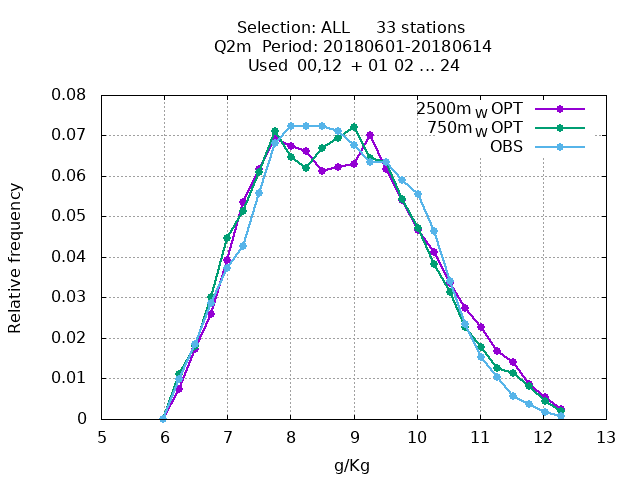 Selection: ALL 33 stations
Q2m Period: 20180601-20180614
Used 00,12 + 01 02 ... 24
2500m W OPT
750m W OPT
OBS
Relative frequency
0.08
0.07
0.06
0.05
0.04
0.03
0.02
0.01
0
5 6 7 8 9 10 11 12 13
g/Kg